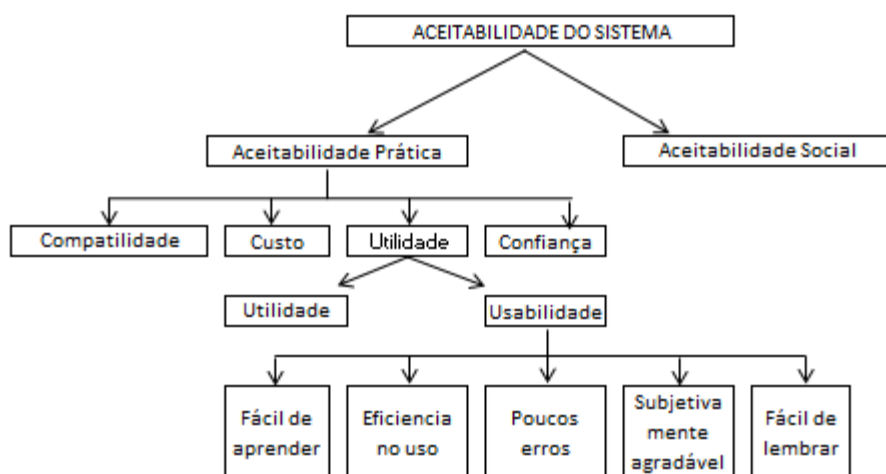 ACEITABILIDADE DO SISTEMA
Aceitabilidade Prática
Aceitabilidade Social
Compatilidade
Custo
Utilidade
Confiança
Utilidade
Usabilidade
Fácil de
aprender
Eficiencia
no uso
Poucos
erros
Subjetiva
mente
agradável
Fácil de
lembrar